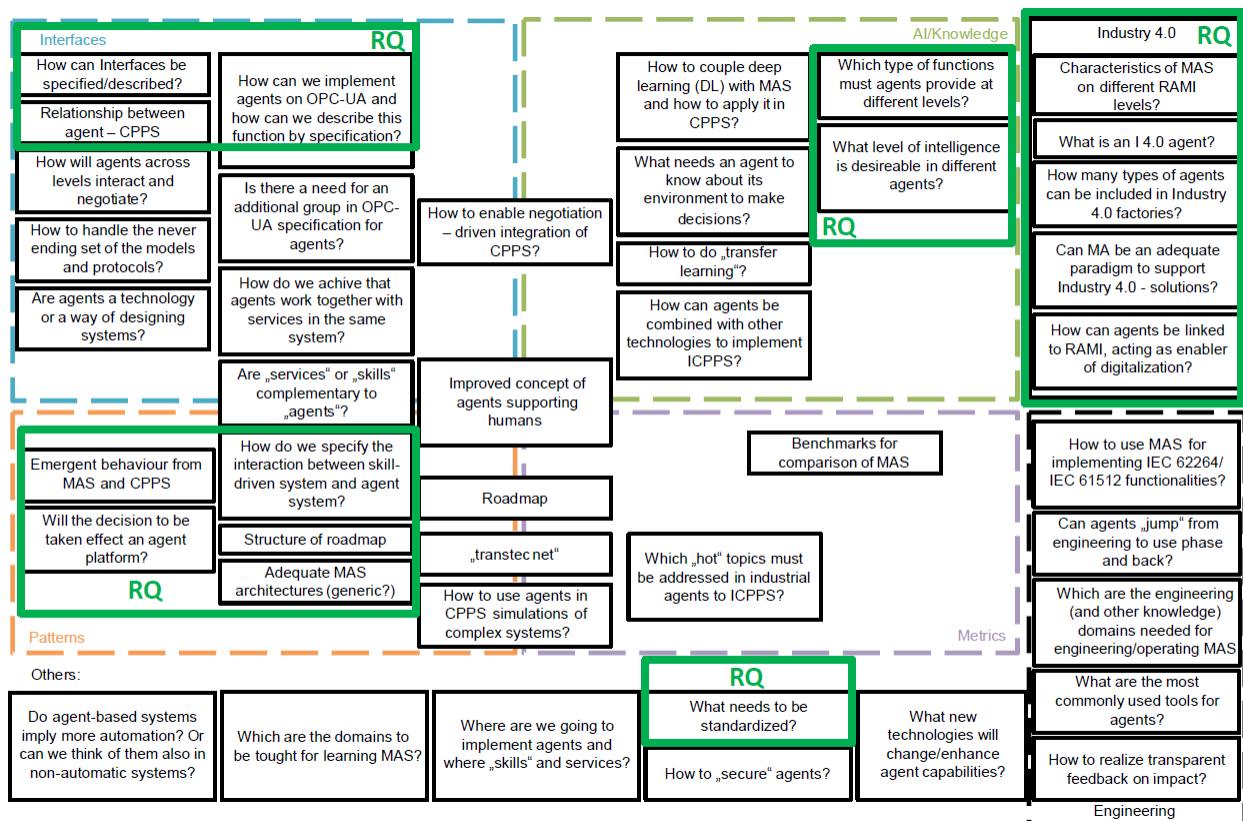 Interfaces
RQ
How can Interfaces be
specified/described?
Relationship between
agent – CPPS
How can we implement
agents on OPC-UA and
how can we describe this
function by specification?
How will agents across
levels interact and
negotiate?
How to handle the never
ending set of the models
and protocols?
Are agents a technology
or a way of designing
systems?
Is there a need for an
additional group in OPC-
UA specification for
agents?
How do we achive that
agents work together with
services in the same
system?
Are „services“ or „skills“
complementary to
„agents“?
How to enable negotiation
– driven integration of
CPPS?
Improved concept of
agents supporting
humans
AI/Knowledge
How to couple deep
learning (DL) with MAS
and how to apply it in
CPPS?
What needs an agent to
know about its
environment to make
decisions?
How to do „transfer
learning“?
How can agents be
combined with other
technologies to implement
ICPPS?
Which type of functions
must agents provide at
different levels?
What level of intelligence
is desireable in different
agents?
RQ
Industry 4.0
RQ
Characteristics of MAS
on different RAMI
levels?
What is an I 4.0 agent?
How many types of agents
can be included in Industry
4.0 factories?
Can MA be an adequate
paradigm to support
Industry 4.0 - solutions?
How can agents be linked
to RAMI, acting as enabler
of digitalization?
Emergent behaviour from
MAS and CPPS
Will the decision to be
taken effect an agent
platform?
RQ
How do we specify the
interaction between skill-
driven system and agent
system?
Structure of roadmap
Adequate MAS
architectures (generic?)
Patterns
Roadmap
„transtec net“
How to use agents in
CPPS simulations of
complex systems?
Benchmarks for
comparison of MAS
Which „hot“ topics must
be addressed in industrial
agents to ICPPS?
Metrics
How to use MAS for
implementing IEC 62264/
IEC 61512 functionalities?
Can agents „jump“ from
engineering to use phase
and back?
Which are the engineering
(and other knowledge)
domains needed for
engineering/operating MAS
What are the most
commonly used tools for
agents?
How to realize transparent
feedback on impact?
Engineering
Others:
Do agent-based systems
imply more automation? Or
can we think of them also in
non-automatic systems?
Which are the domains to
be tought for learning MAS?
Where are we going to
implement agents and
where „skills“ and services?
RQ
What needs to be
standardized?
How to „secure“ agents?
What new
technologies will
change/enhance
agent capabilities?